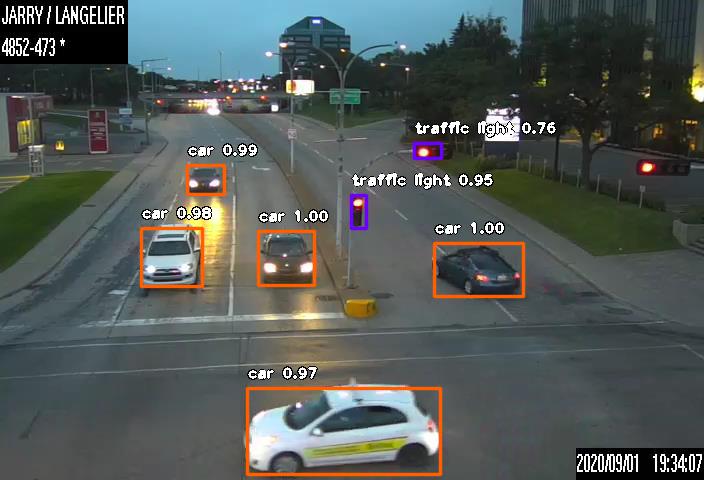 JARRY / LANGELIER
4852-473 *
traffic light 0.76
car 0.99
traffic light 0.95
car 0.98
car 1.00
car 1.00
car 0.97
2020/09/01 19:34:07